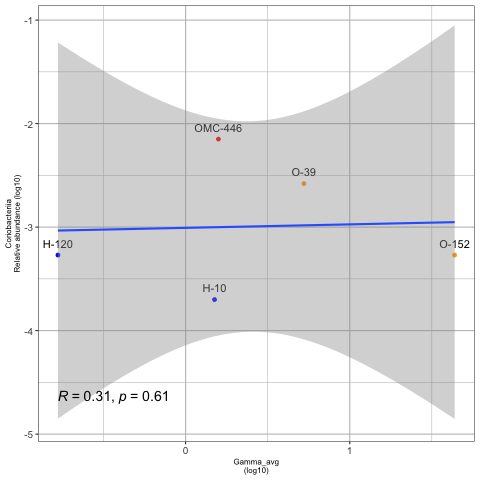 -1
OMC-446
-2
O-39
-3
H-120
O-152
H-10
-4
R = 0.31, p = 0.61
-5
0
1
Gamma_avg
(log10)
Coriobacteria
Relative abundance (log10)